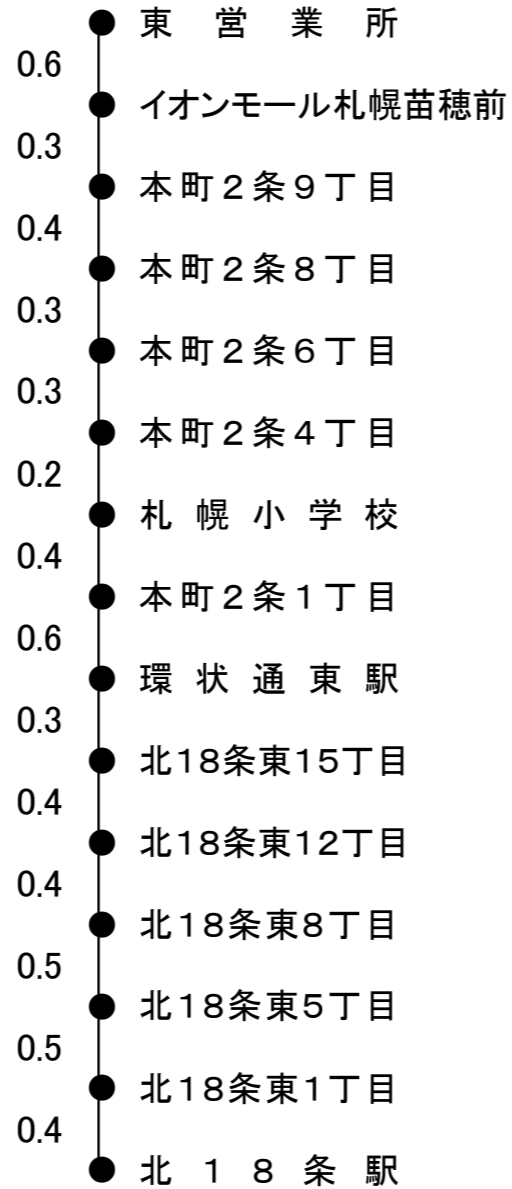 東営業所
0.6
イオンモール札幌苗穂前
0.3
本町2条9丁目
0.4
本町2条8丁目
0.3
本町2条6丁目
0.3
本町2条4丁目
0.2
札幌小学校
0.4
本町2条1丁目
0.6
環状通東駅
0.3
北18条東15丁目
0.4
北18条東12丁目
0.4
北18条東8丁目
0.5
北18条東5丁目
0.5
北18条東1丁目
0.4
北18条駅